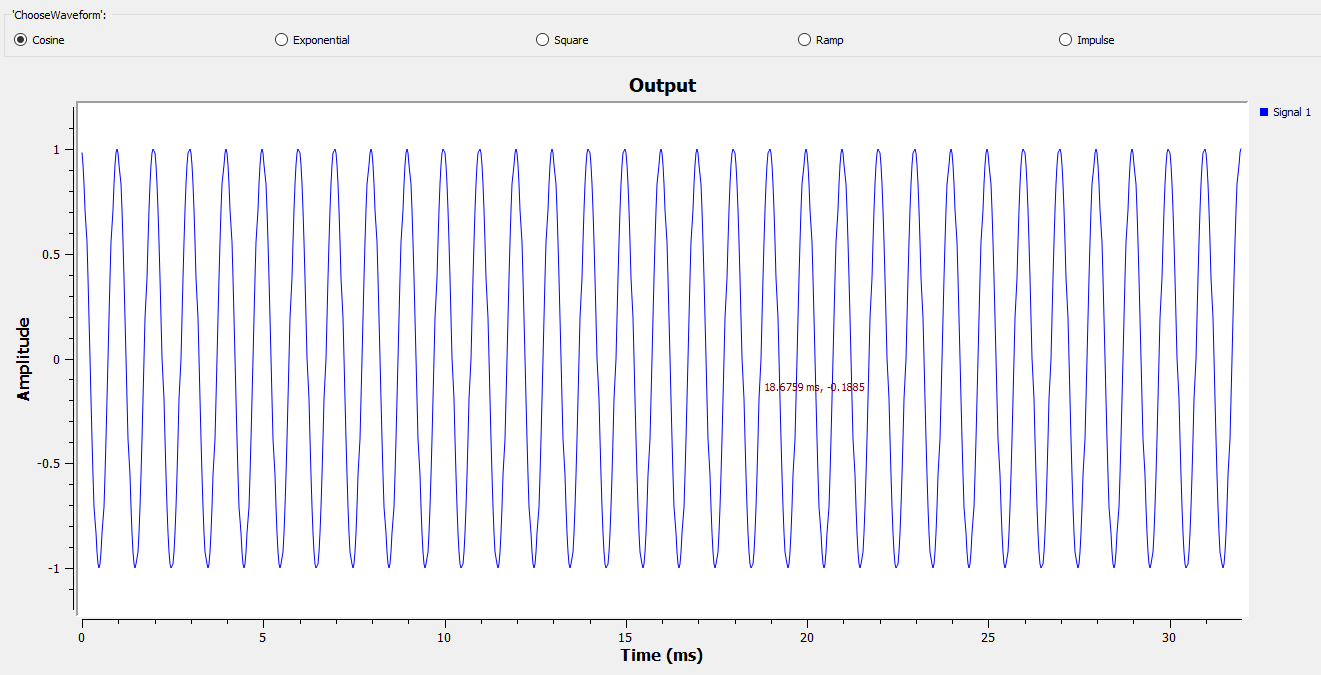 'ChooseWaveform':
Cosine Exponential Square Ramp Impulse
Output
Signal 1
Amplitude
1
0.5
0
-0.5
-1
18.6759 ms, -0.1885
0 5 10 15 20 25 30
Time (ms)